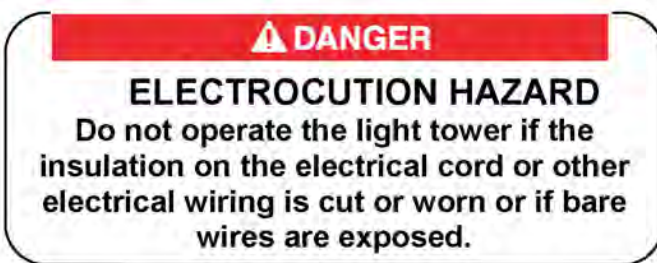 DANGER
ELECTROCUTION HAZARD
Do not operate the light tower if the
insulation on the electrical cord or other
electrical wiring is cut or worn or if bare
wires are exposed.